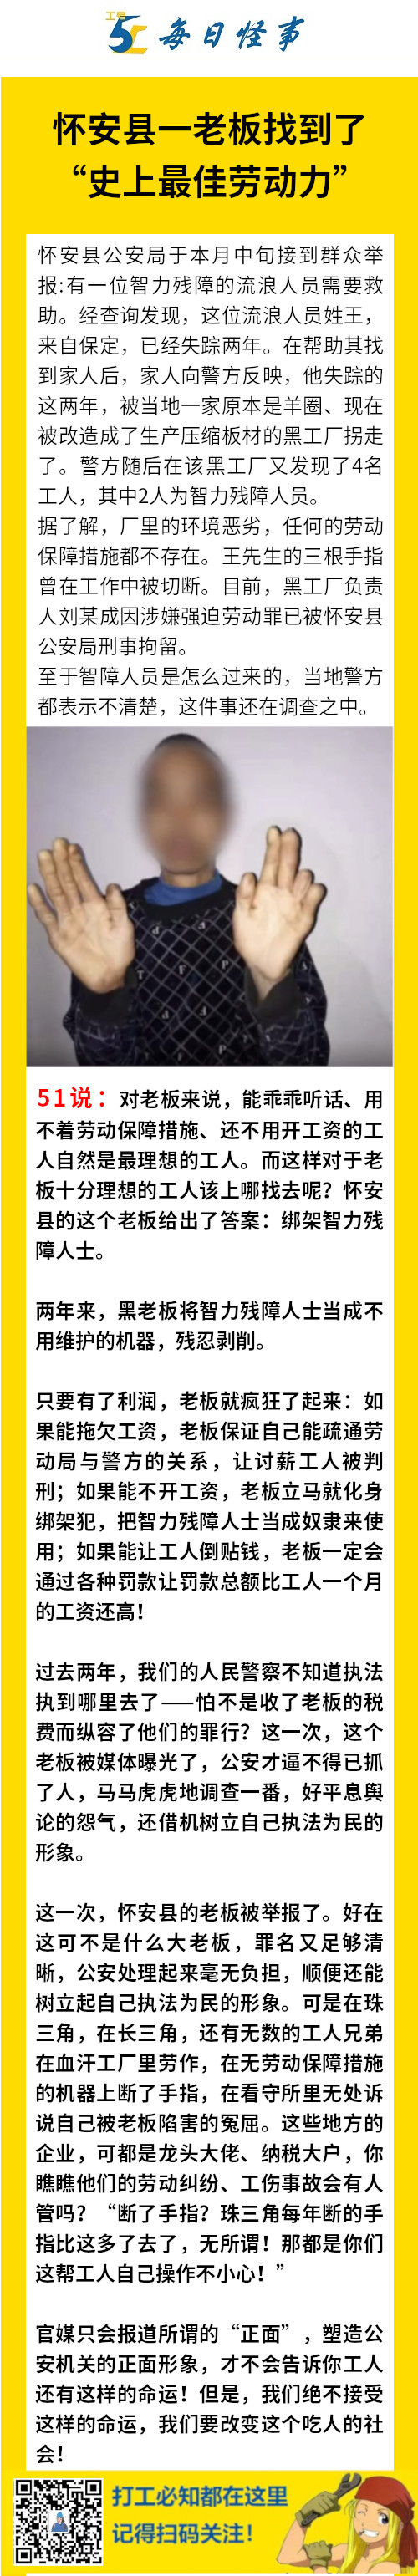 工号
51
每日怪事
怀安县一老板找到了
“史上最佳劳动力”
怀安县公安局于本月中旬接到群众举
报:有一位智力残障的流浪人员需要救
助。经查询发现，这位流浪人员姓王，
来自保定，已经失踪两年。在帮助其找
到家人后，家人向警方反映，他失踪的
这两年，被当地一家原本是羊圈、现在
被改造成了生产压缩板材的黑工厂拐走
了。警方随后在该黑工厂又发现了4名
工人，其中2人为智力残障人员。
据了解，厂里的环境恶劣，任何的劳动
保障措施都不存在。王先生的三根手指
曾在工作中被切断。目前，黑工厂负责
人刘某成因涉嫌强迫劳动罪已被怀安县
公安局刑事拘留。
至于智障人员是怎么过来的，当地警方
都表示不清楚，这件事还在调查之中。
51说：对老板来说，能乖乖听话、用
不着劳动保障措施、还不用开工资的工
人自然是最理想的工人。而这样对于老
板十分理想的工人该上哪找去呢？怀安
县的这个老板给出了答案：绑架智力残
障人士。
两年来，黑老板将智力残障人士当成不
用维护的机器，残忍剥削。
只要有了利润，老板就疯狂了起来：如
果能拖欠工资，老板保证自己能疏通劳
动局与警方的关系，让讨薪工人被判
刑；如果能不开工资，老板立马就化身
绑架犯，把智力残障人士当成奴隶来使
用；如果能让工人倒贴钱，老板一定会
通过各种罚款让罚款总额比工人一个月
的工资还高！
过去两年，我们的人民警察不知道执法
执到哪里去了——怕不是收了老板的税
费而纵容了他们的罪行？这一次，这个
老板被媒体曝光了，公安才逼不得已抓
了人，马马虎虎地调查一番，好平息舆
论的怨气，还借机树立自己执法为民的
形象。
这一次，怀安县的老板被举报了。好在
这可不是什么大老板，罪名又足够清
晰，公安处理起来毫无负担，顺便还能
树立起自己执法为民的形象。可是在珠
三角，在长三角，还有无数的工人兄弟
在血汗工厂里劳作，在无劳动保障措施
的机器上断了手指，在看守所里无处诉
说自己被老板陷害的冤屈。这些地方的
企业，可都是龙头大佬、纳税大户，你
瞧瞧他们的劳动纠纷、工伤事故会有人
管吗？“断了手指？珠三角每年断的手
指比这多了去了，无所谓！那都是你们
这帮工人自己操作不小心！”
官媒只会报道所谓的“正面”，塑造公
安机关的正面形象，才不会告诉你工人
还有这样的命运！但是，我们绝不接受
这样的命运，我们要改变这个吃人的社
会！
打工必知都在这里
记得扫码关注！